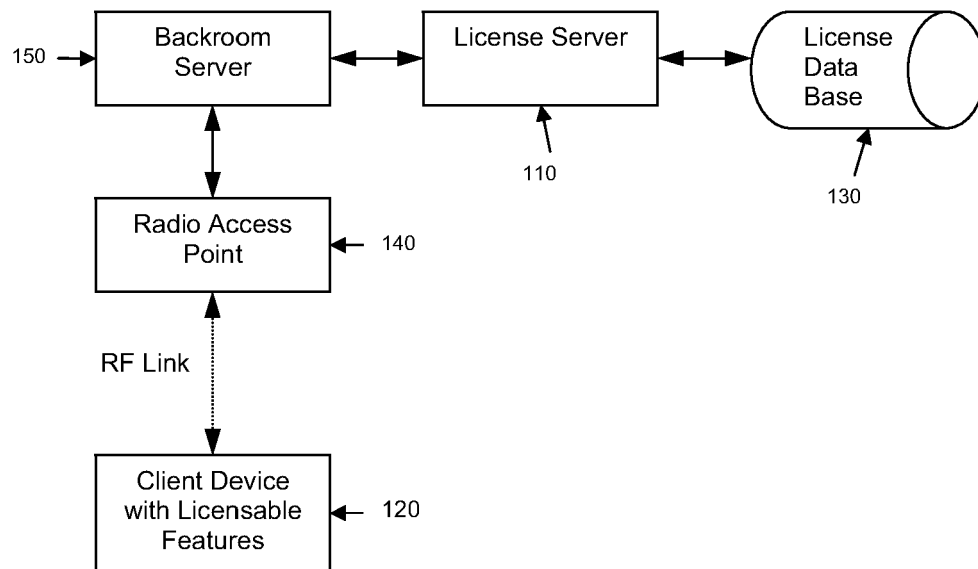 150
Backroom
Server
License Server
License
Data
Base
110
130
Radio Access
Point
140
RF Link
Client Device
with Licensable
Features
120